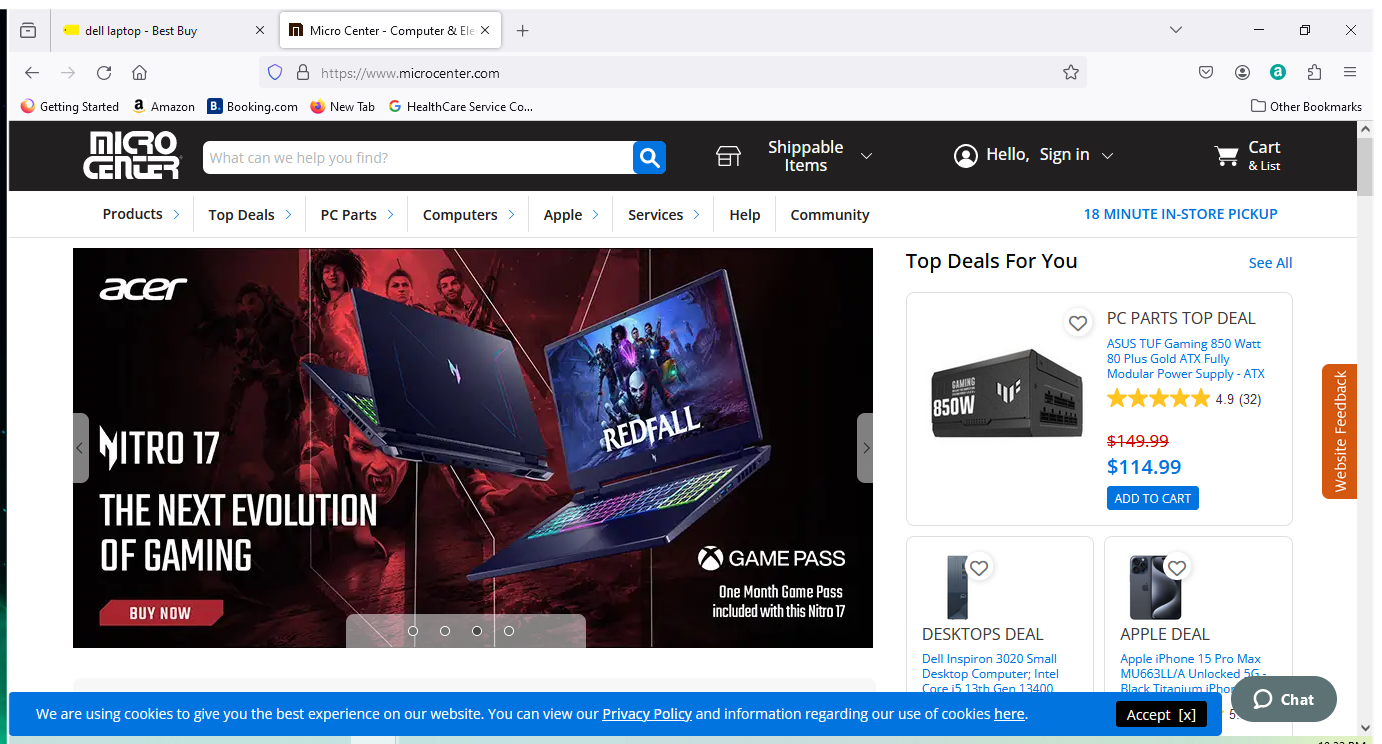 dell laptop - Best Buy
Micro Center - Computer & Ele
https://www.microcenter.com
Getting Started
Amazon
Booking.com
New Tab
HealthCare Service Co...
Other Bookmarks
MICRO CENTER
What can we help you find?
Shippable
Items
Hello, Sign in
Cart
& List
Products
Top Deals
PC Parts
Computers
Apple
Services
Help
Community
18 MINUTE IN-STORE PICKUP
acer
NITRO 17
THE NEXT EVOLUTION
OF GAMING
BUY NOW
REDFALL
GAME PASS
One Month Game Pass
included with this Nitro 17
Top Deals For You
See All
GAMING
850W
PC PARTS TOP DEAL
ASUS TUF Gaming 850 Watt
80 Plus Gold ATX Fully
Modular Power Supply - ATX
4.9 (32)
$149.99
$114.99
ADD TO CART
Website Feedback
DESKTOPS DEAL
Dell Inspiron 3020 Small
Desktop Computer; Intel
Core i5 13th Gen 13400
APPLE DEAL
Apple iPhone 15 Pro Max
MU663LL/A Unlocked 5G -
Black Titanium
Chat
We are using cookies to give you the best experience on our website. You can view our Privacy Policy and information regarding our use of cookies here.
Accept [x]